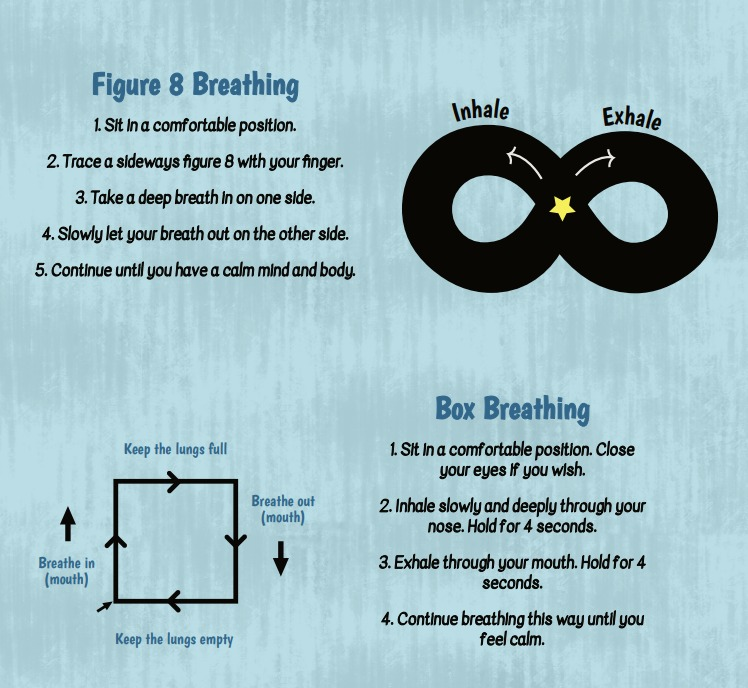 Figure 8 Breathing
1. Sit in a comfortable position.
2. Trace a sideways figure 8 with your finger.
3. Take a deep breath in on one side.
4. Slowly let your breath out on the other side.
5. Continue until you have a calm mind and body.
Inhale
Exhale
Keep the lungs full
Breathe out
(mouth)
Breathe in
(mouth)
Keep the lungs empty
Box Breathing
1. Sit in a comfortable position. Close
your eyes if you wish.
2. Inhale slowly and deeply through your
nose. Hold for 4 seconds.
3. Exhale through your mouth. Hold for 4
seconds.
4. Continue breathing this way until you
feel calm.